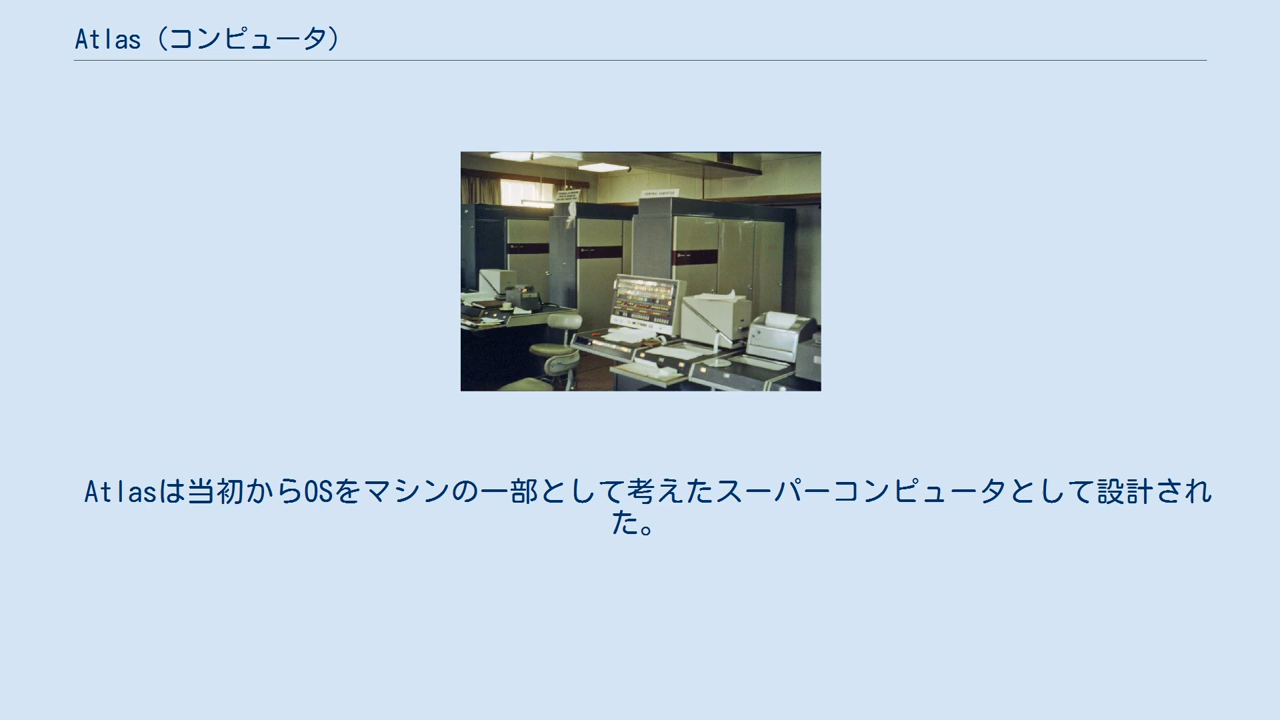 Atlas（コンピュータ）
Atlasは当初からOSをマシンの一部として考えたスーパーコンピュータとして設計され
た。